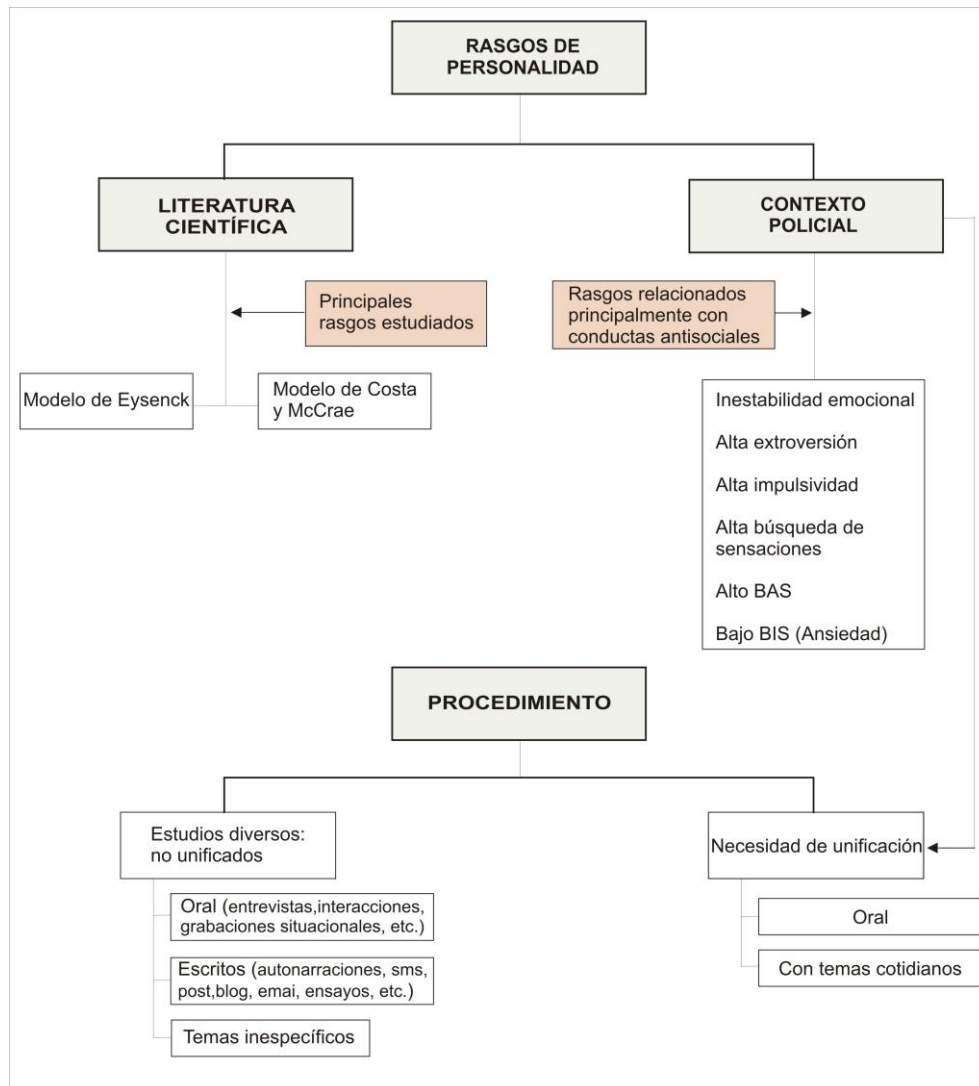 RASGOS DE
PERSONALIDAD
LITERATURA
CIENTÍFICA
CONTEXTO
POLICIAL
Principales
rasgos estudiados
Rasgos relacionados
principalmente con
conductas antisociales
Modelo de Eysenck
Modelo de Costa
y McCrae
Inestabilidad emocional
Alta extroversión
Alta impulsividad
Alta búsqueda de
sensaciones
Alto BAS
Bajo BIS (Ansiedad)
PROCEDIMIENTO
Estudios diversos:
no unificados
Oral (entrevistas,interacciones,
grabaciones situacionales, etc.)
Escritos (autonarraciones, sms,
post,blog, emai, ensayos, etc.)
Temas inespecíficos
Necesidad de unificación
Oral
Con temas cotidianos